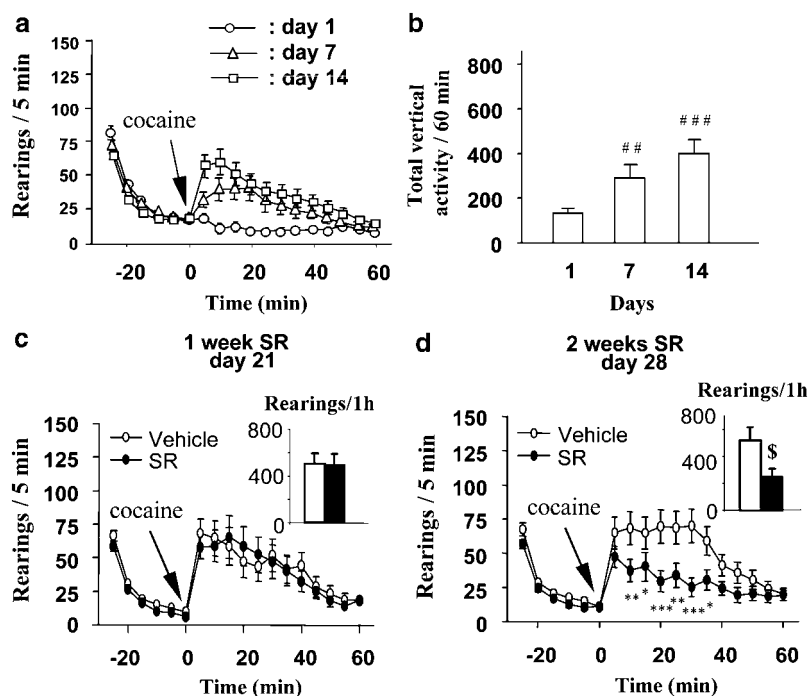 a
: day 1
: day 7
: day 14
150
125
100
75
50
25
0
Rearings / 5 min
cocaine
-20 0 20 40 60
Time (min)
b
800
600
400
200
0
Total vertical
activity / 60 min
##
###
1 7 14
Days
c
1 week SR
day 21
150
125
100
75
50
25
0
Rearings / 5 min
Vehicle
SR
cocaine
Rearings/1h
800
400
0
-20 0 20 40 60
Time (min)
d
2 weeks SR
day 28
150
125
100
75
50
25
0
Rearings / 5 min
Vehicle
SR
cocaine
Rearings/1h
800
400
0
$
** * *** ** *** *
-20 0 20 40 60
Time (min)